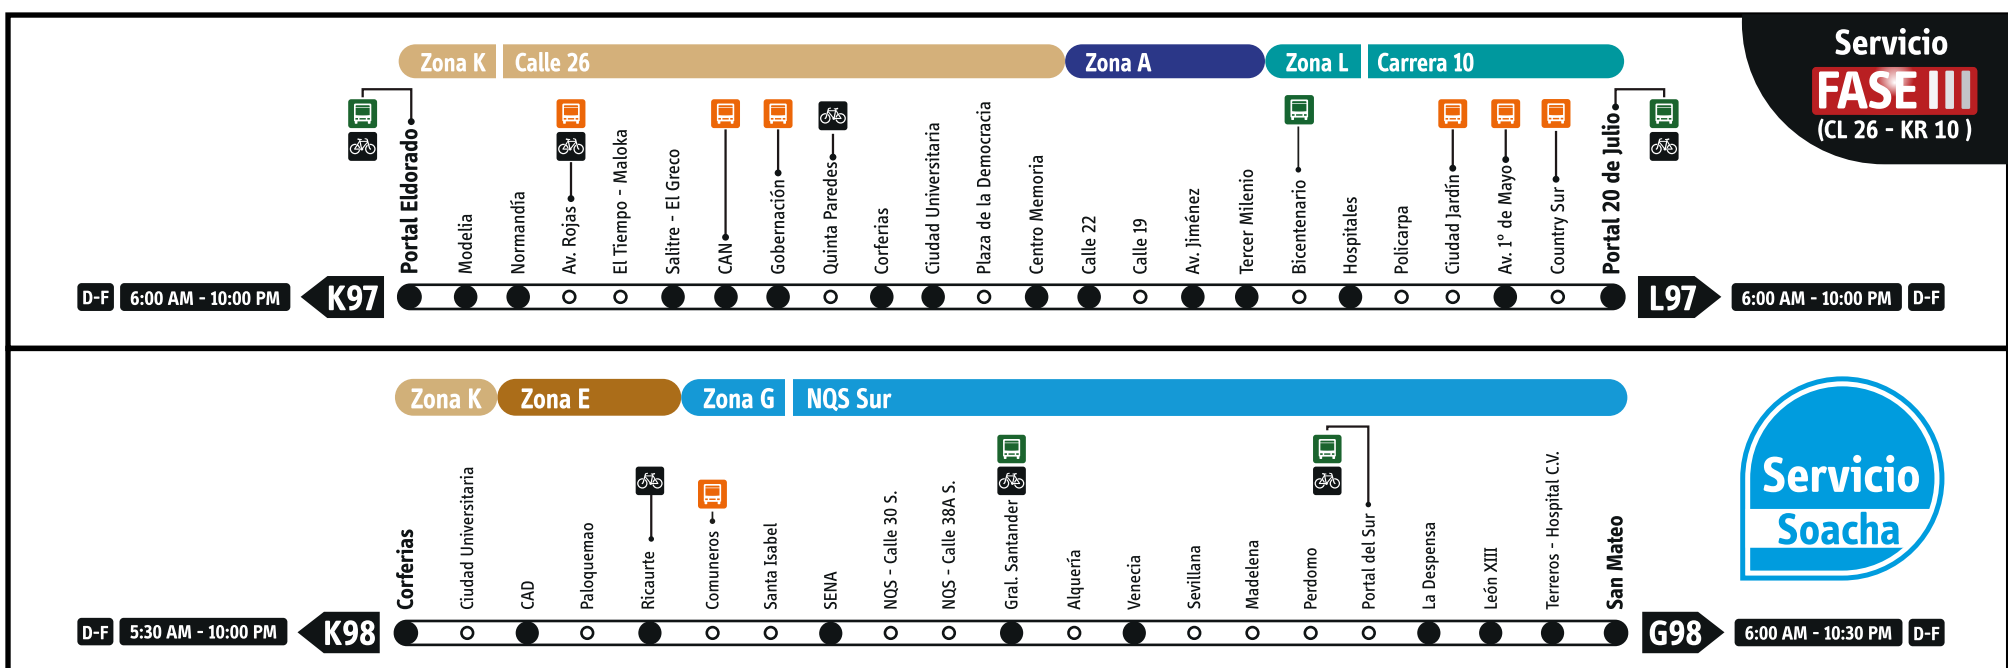 Zona K Calle 26 Zona A Zona L Carrera 10
Servicio
FASE III
(CL 26 - KR 10 )
Portal Eldorado
Modelia
Normandía
Av. Rojas
El Tiempo - Maloka
Salitre - El Greco
CAN
Gobernación
Quinta Paredes
Corferias
Ciudad Universitaria
Plaza de la Democracia
Centro Memoria
Calle 22
Calle 19
Av. Jiménez
Tercer Milenio
Bicentenario
Hospitales
Policarpa
Ciudad Jardín
Av. 1° de Mayo
Country Sur
Portal 20 de Julio
D-F 6:00 AM - 10:00 PM K97
L97 6:00 AM - 10:00 PM D-F
Zona K Zona E Zona G NQS Sur
Servicio
Soacha
Corferias
Ciudad Universitaria
CAD
Paloquemao
Ricaurte
Comuneros
Santa Isabel
SENA
NQS - Calle 30 S.
NQS - Calle 38A S.
Gral. Santander
Alquería
Venecia
Sevillana
Madelena
Perdomo
Portal del Sur
La Despensa
León XIII
Terreros - Hospital C.V.
San Mateo
D-F 5:30 AM - 10:00 PM K98
G98 6:00 AM - 10:30 PM D-F